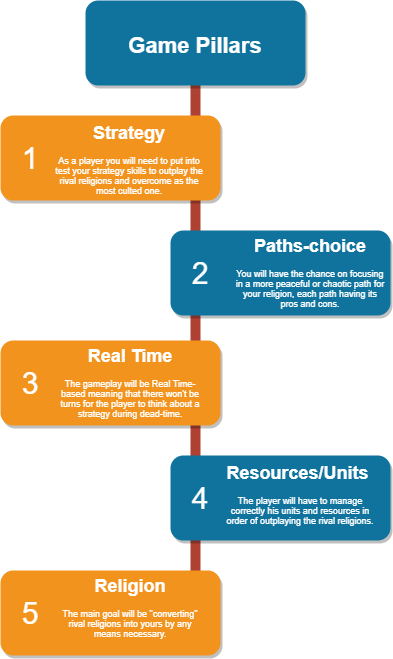 Game Pillars
1
Strategy
As a player you will need to put into
test your strategy skills to outplay the
rival religions and overcome as the
most culted one.
2
Paths-choice
You will have the chance on focusing
in a more peaceful or chaotic path for
your religion, each path having its
pros and cons.
3
Real Time
The gameplay will be Real Time-
based meaning that there won't be
turns for the player to think about a
strategy during dead-time.
4
Resources/Units
The player will have to manage
correctly his units and resources in
order of outplaying the rival religions.
5
Religion
The main goal will be "converting"
rival religions into yours by any
means necessary.